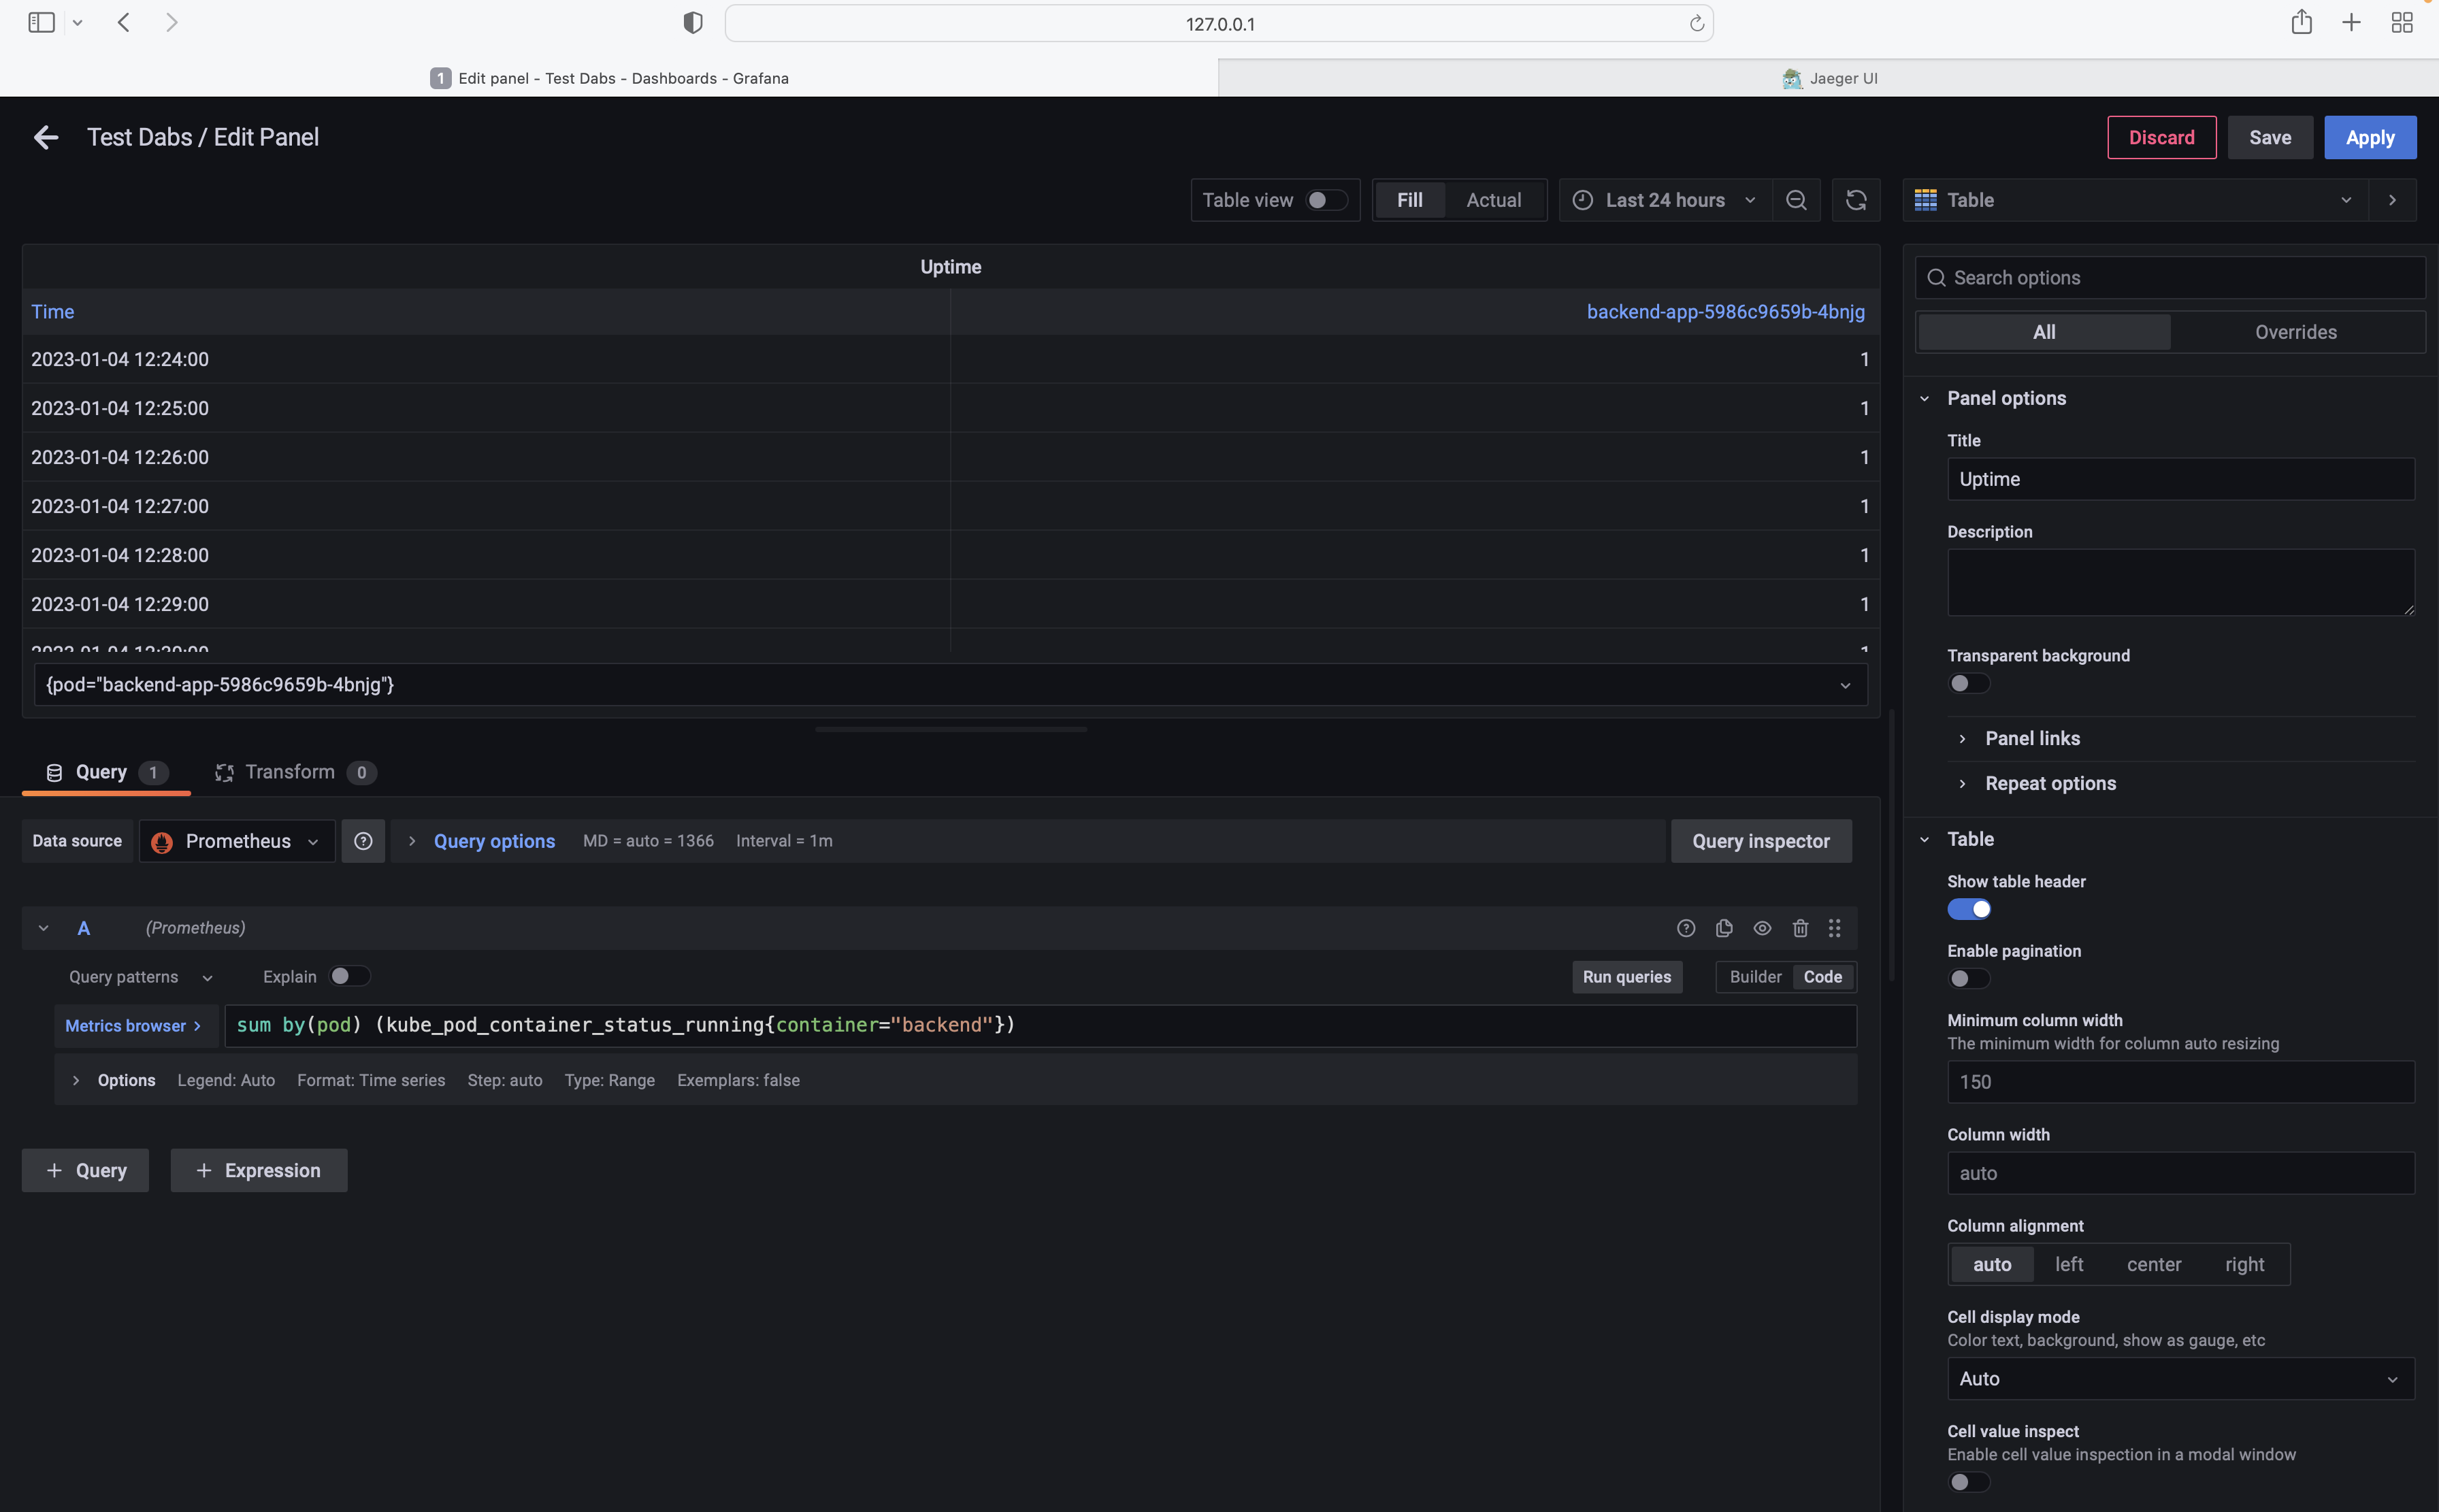 127.0.0.1
1 Edit panel - Test Dabs - Dashboards - Grafana
Jaeger UI
Test Dabs / Edit Panel
Discard
Save
Apply
Table view
Fill
Actual
Last 24 hours
Table
Uptime
Time
backend-app-5986c9659b-4bnjg
2023-01-04 12:24:00
1
2023-01-04 12:25:00
1
2023-01-04 12:26:00
1
2023-01-04 12:27:00
1
2023-01-04 12:28:00
1
2023-01-04 12:29:00
1
2023-01-04 12:30:00
1
{pod="backend-app-5986c9659b-4bnjg"}
Query 1
Transform 0
Data source
Prometheus
Query options
MD = auto = 1366
Interval = 1m
Query inspector
A
(Prometheus)
Query patterns
Explain
Run queries
Builder
Code
Metrics browser >
sum by(pod) (kube_pod_container_status_running{container="backend"})
Options
Legend: Auto
Format: Time series
Step: auto
Type: Range
Exemplars: false
+ Query
+ Expression
Search options
All
Overrides
Panel options
Title
Uptime
Description
Transparent background
Panel links
Repeat options
Table
Show table header
Enable pagination
Minimum column width
The minimum width for column auto resizing
150
Column width
auto
Column alignment
auto
left
center
right
Cell display mode
Color text, background, show as gauge, etc
Auto
Cell value inspect
Enable cell value inspection in a modal window